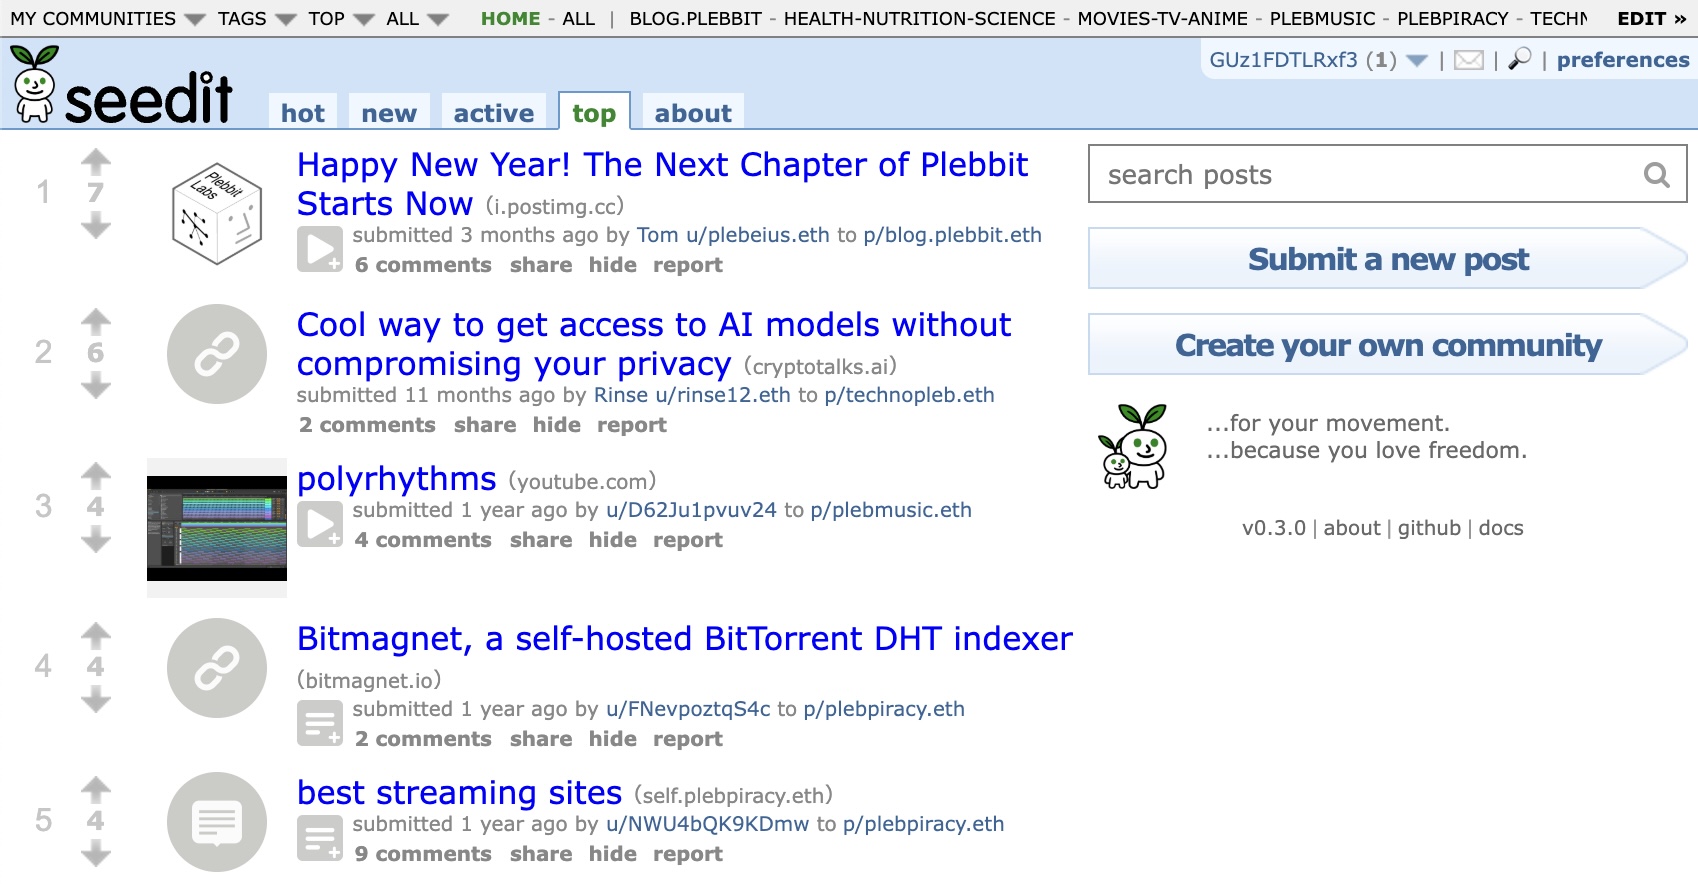 MY COMMUNITIES TAGS TOP ALL HOME - ALL | BLOG.PLEBBIT - HEALTH-NUTRITION-SCIENCE - MOVIES-TV-ANIME - PLEBMUSIC - PLEBPIRACY - TECHN EDIT »
GUz1FDTLRxf3 (1) | | | preferences
seedit hot new active top about
search posts
Submit a new post
Create your own community
...for your movement.
...because you love freedom.
v0.3.0 | about | github | docs
1
7
Plebbit
Labs
Happy New Year! The Next Chapter of Plebbit
Starts Now (i.postimg.cc)
submitted 3 months ago by Tom u/plebeius.eth to p/blog.plebbit.eth
6 comments share hide report
2
6
Cool way to get access to AI models without
compromising your privacy (cryptotalks.ai)
submitted 11 months ago by Rinse u/rinse12.eth to p/technopleb.eth
2 comments share hide report
3
4
polyrhythms (youtube.com)
submitted 1 year ago by u/D62Ju1pvuv24 to p/plebmusic.eth
4 comments share hide report
4
4
Bitmagnet, a self-hosted BitTorrent DHT indexer
(bitmagnet.io)
submitted 1 year ago by u/FNevpoztqS4c to p/plebpiracy.eth
2 comments share hide report
5
4
best streaming sites (self.plebpiracy.eth)
submitted 1 year ago by u/NWU4bQK9KDmw to p/plebpiracy.eth
9 comments share hide report